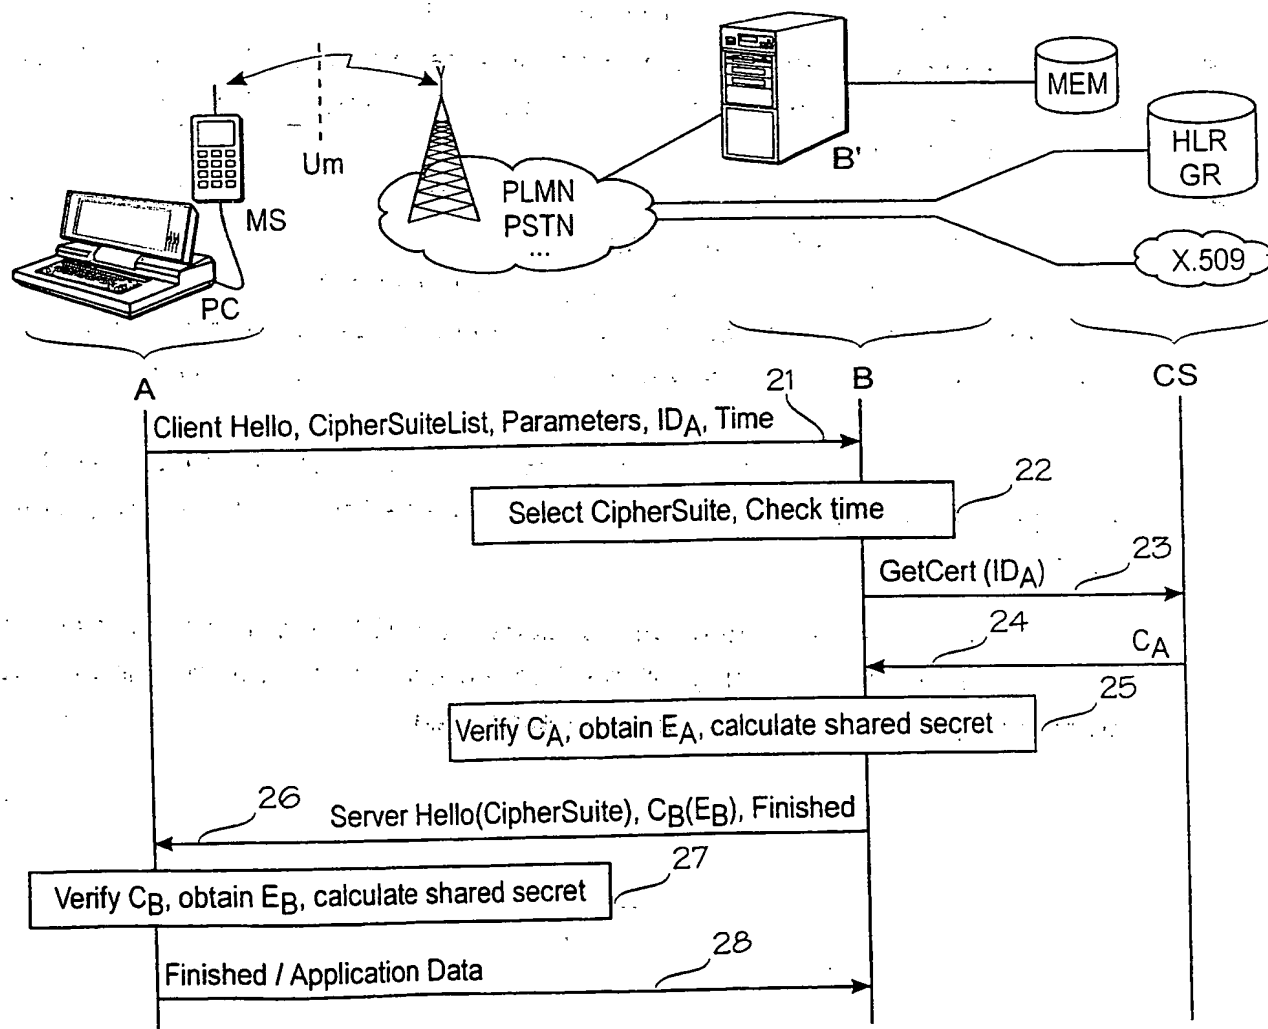 MEM
B'
HLR
GR
Um
PLMN
PSTN
...
MS
X.509
PC
A
B
CS
21
Client Hello, CipherSuiteList, Parameters, IDA, Time
22
Select CipherSuite, Check time
23
GetCert (IDA)
24
CA
25
Verify CA, obtain EA, calculate shared secret
26
Server Hello(CipherSuite), CB(EB), Finished
27
Verify CB, obtain EB, calculate shared secret
28
Finished / Application Data